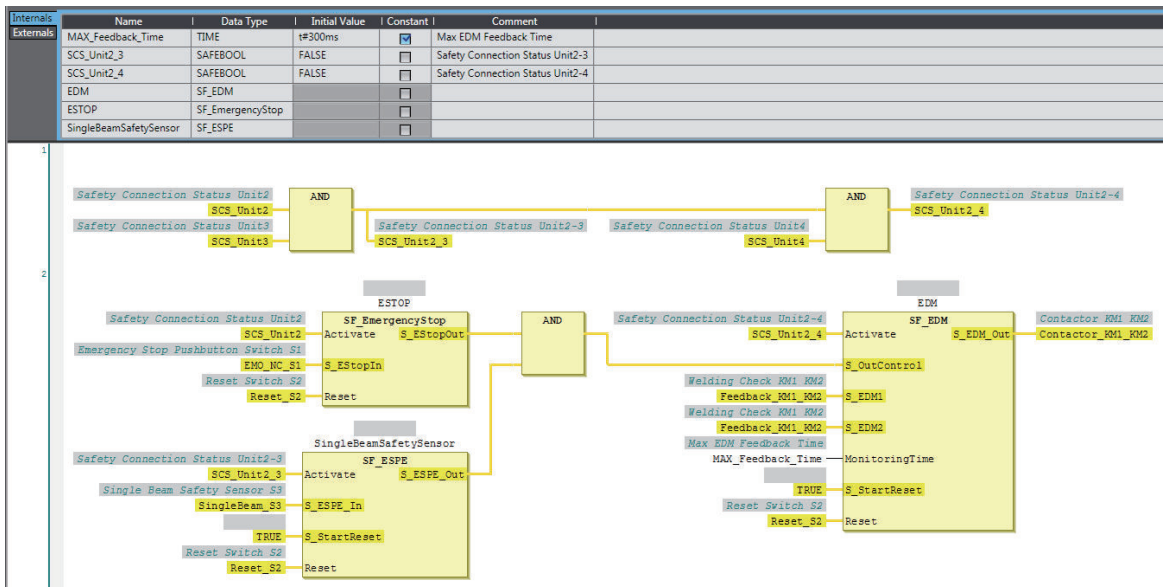 Internals
Externals
Name Data Type Initial Value Constant Comment
MAX_Feedback_Time TIME t#300ms Max EDM Feedback Time
SCS_Unit2_3 SAFEBOOL FALSE Safety Connection Status Unit2-3
SCS_Unit2_4 SAFEBOOL FALSE Safety Connection Status Unit2-4
EDM SF_EDM
ESTOP SF_EmergencyStop
SingleBeamSafetySensor SF_ESPE
1
Safety Connection Status Unit2
SCS_Unit2
Safety Connection Status Unit3
SCS_Unit3
AND
Safety Connection Status Unit2-3
SCS_Unit2_3
Safety Connection Status Unit4
SCS_Unit4
AND
Safety Connection Status Unit2-4
SCS_Unit2_4
2
ESTOP
SF_EmergencyStop
Safety Connection Status Unit2
SCS_Unit2 Activate S_EStopOut
Emergency Stop Pushbutton Switch S1
EMO_NC_S1 S_EStopIn
Reset Switch S2
Reset_S2 Reset
AND
SingleBeamSafetySensor
SF_ESPE
Safety Connection Status Unit2-3
SCS_Unit2_3 Activate S_ESPE_Out
Single Beam Safety Sensor S3
SingleBeam_S3 S_ESPE_In
TRUE S_StartReset
Reset Switch S2
Reset_S2 Reset
EDM
SF_EDM
Safety Connection Status Unit2-4
SCS_Unit2_4 Activate S_EDM_Out
Contactor KM1 KM2
Contactor_KM1_KM2
S_OutControl
Welding Check KM1 KM2
Feedback_KM1_KM2 S_EDM1
Welding Check KM1 KM2
Feedback_KM1_KM2 S_EDM2
Max EDM Feedback Time
MAX_Feedback_Time MonitoringTime
TRUE S_StartReset
Reset Switch S2
Reset_S2 Reset